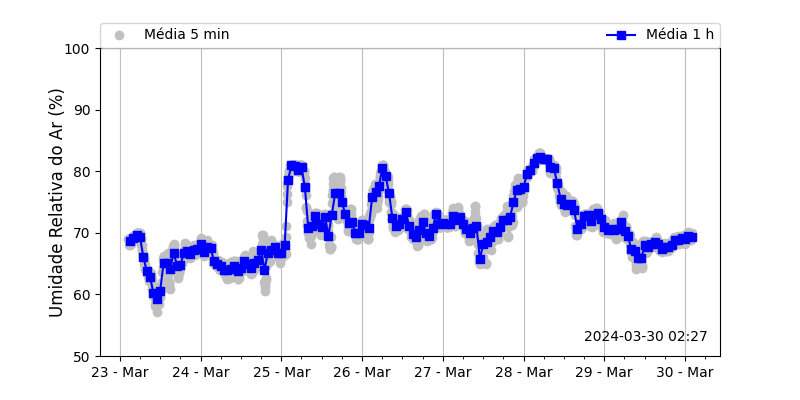 Média 5 min
Média 1 h
Umidade Relativa do Ar (%)
100
90
80
70
60
50
2024-03-30 02:27
23 - Mar
24 - Mar
25 - Mar
26 - Mar
27 - Mar
28 - Mar
29 - Mar
30 - Mar